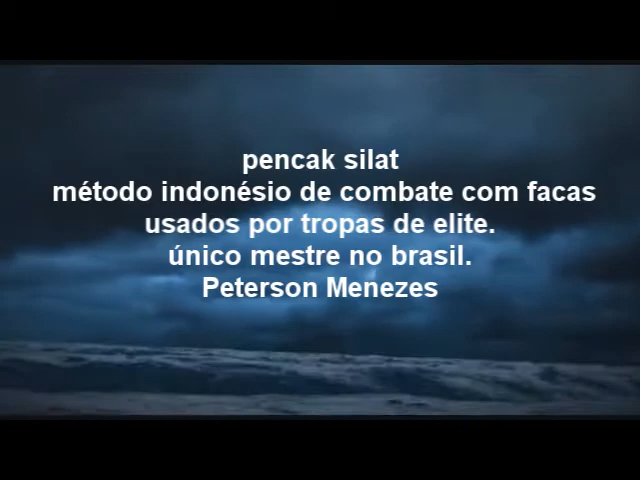 pencak silat
método indonésio de combate com facas
usados por tropas de elite.
único mestre no brasil.
Peterson Menezes